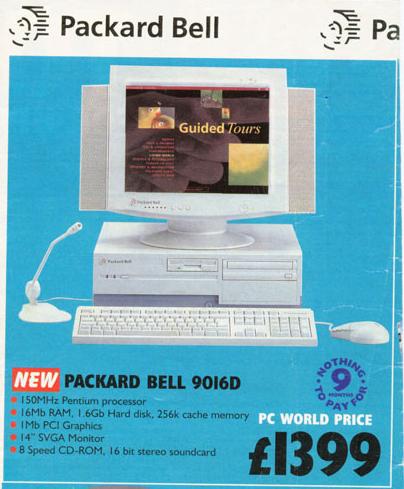 Packard Bell
Pa
Guided Tours
Packard Bell
Packard Bell
NEW PACKARD BELL 9016D
• 150MHz Pentium processor
• 16Mb RAM, 1.6Gb Hard disk, 256k cache memory
• 1Mb PCI Graphics
• 14" SVGA Monitor
• 8 Speed CD-ROM, 16 bit stereo soundcard
NOTHING
9
MONTHS
TO PAY FOR
PC WORLD PRICE
£1399